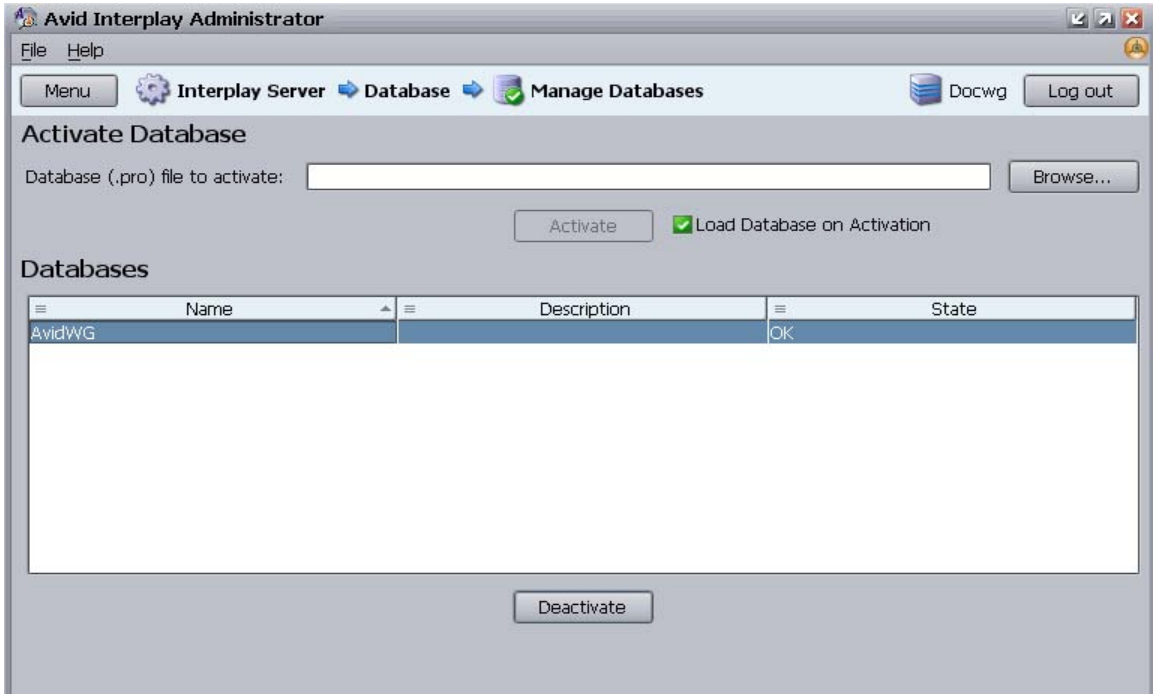 Avid Interplay Administrator
File Help
Menu Interplay Server Database Manage Databases Docwg Log out
Activate Database
Database (.pro) file to activate: Browse...
Activate Load Database on Activation
Databases
Name Description State
AvidWG OK
Deactivate